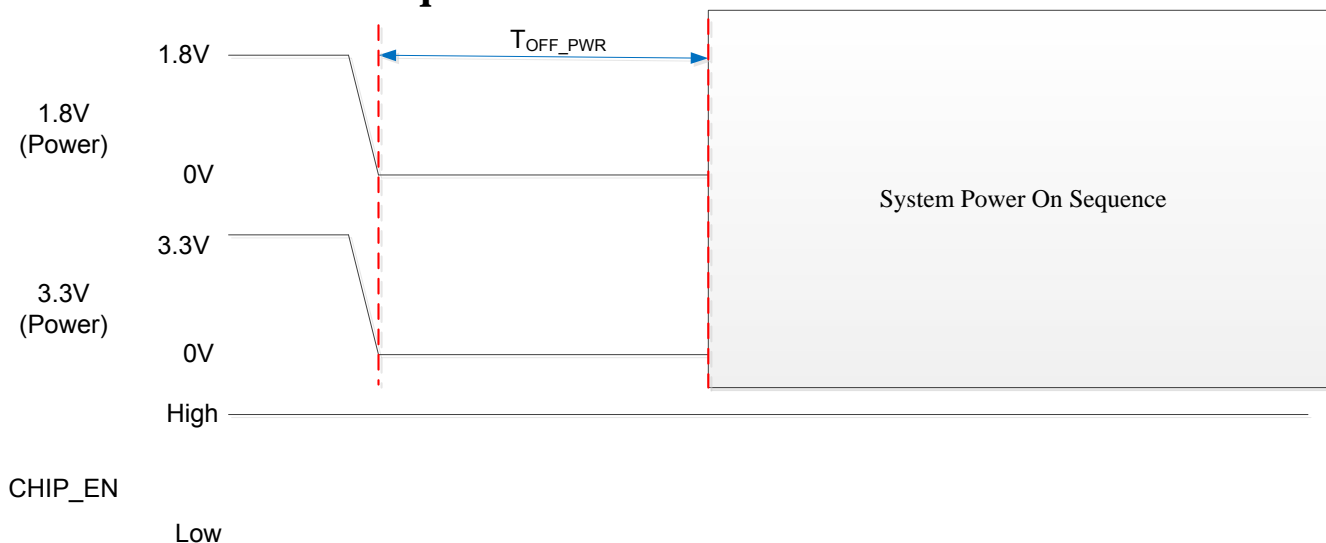 T_OFF_PWR
1.8V
1.8V
(Power)
0V
System Power On Sequence
3.3V
3.3V
(Power)
0V
High
CHIP_EN
Low